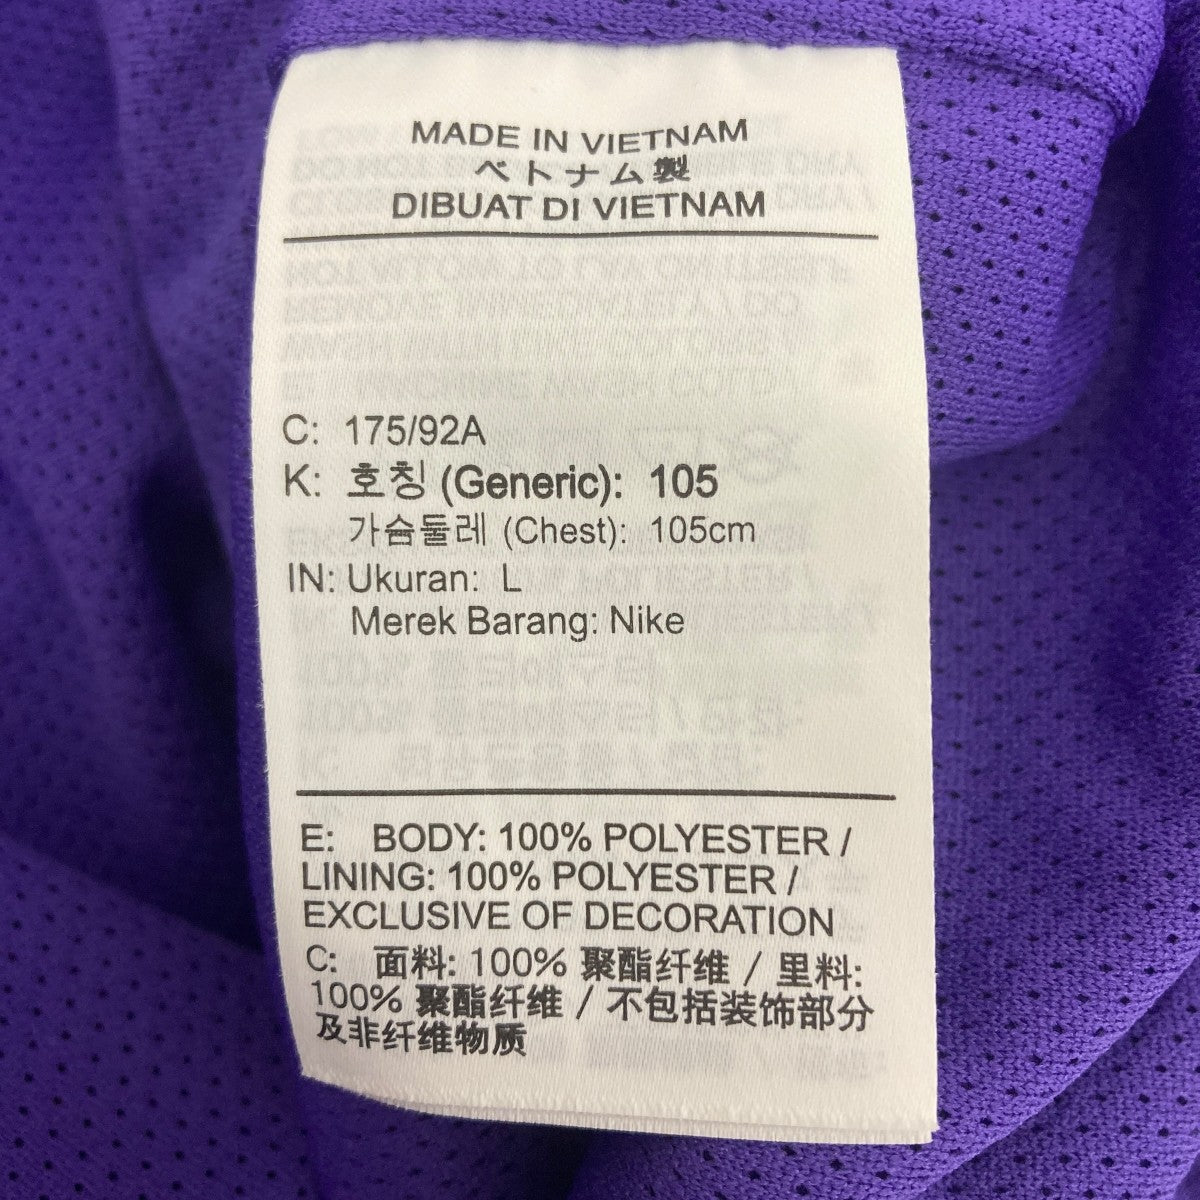 MADE IN VIETNAM
ベトナム製
DIBUAT DI VIETNAM
C: 175/92A
K: 호칭 (Generic): 105
가슴둘레 (Chest): 105cm
IN: Ukuran: L
Merek Barang: Nike
E: BODY: 100% POLYESTER /
LINING: 100% POLYESTER /
EXCLUSIVE OF DECORATION
C: 面料: 100% 聚酯纤维 / 里料:
100% 聚酯纤维 / 不包括装饰部分
及非纤维物质